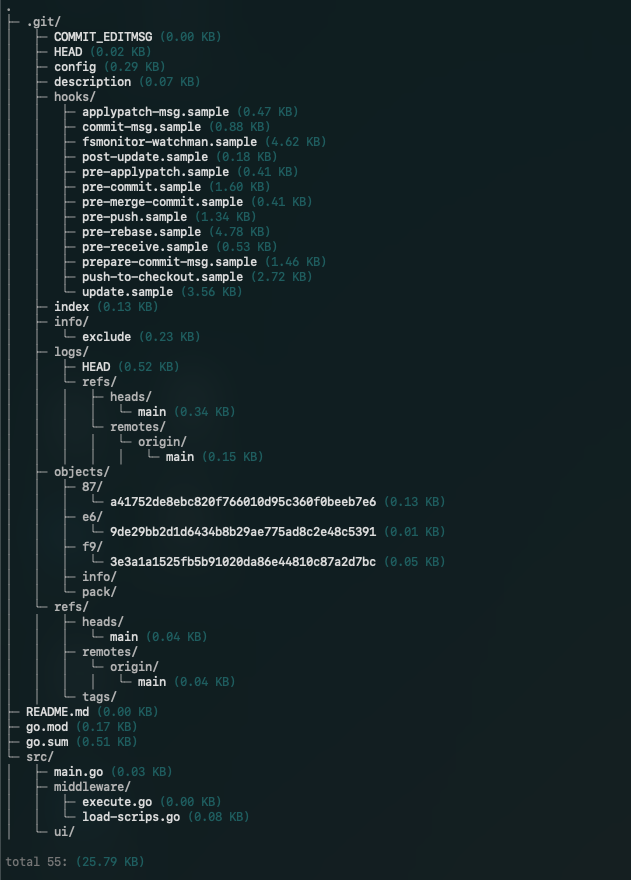 .
├─ .git/
│   ├─ COMMIT_EDITMSG (0.00 KB)
│   ├─ HEAD (0.02 KB)
│   ├─ config (0.29 KB)
│   ├─ description (0.07 KB)
│   ├─ hooks/
│   │   ├─ applypatch-msg.sample (0.47 KB)
│   │   ├─ commit-msg.sample (0.88 KB)
│   │   ├─ fsmonitor-watchman.sample (4.62 KB)
│   │   ├─ post-update.sample (0.18 KB)
│   │   ├─ pre-applypatch.sample (0.41 KB)
│   │   ├─ pre-commit.sample (1.60 KB)
│   │   ├─ pre-merge-commit.sample (0.41 KB)
│   │   ├─ pre-push.sample (1.34 KB)
│   │   ├─ pre-rebase.sample (4.78 KB)
│   │   ├─ pre-receive.sample (0.53 KB)
│   │   ├─ prepare-commit-msg.sample (1.46 KB)
│   │   ├─ push-to-checkout.sample (2.72 KB)
│   │   └─ update.sample (3.56 KB)
│   ├─ index (0.13 KB)
│   ├─ info/
│   │   └─ exclude (0.23 KB)
│   ├─ logs/
│   │   ├─ HEAD (0.52 KB)
│   │   └─ refs/
│   │   │   ├─ heads/
│   │   │   │   └─ main (0.34 KB)
│   │   │   └─ remotes/
│   │   │   │   └─ origin/
│   │   │   │   │   └─ main (0.15 KB)
│   ├─ objects/
│   │   ├─ 87/
│   │   │   └─ a41752de8ebc820f766010d95c360f0beeb7e6 (0.13 KB)
│   │   ├─ e6/
│   │   │   └─ 9de29bb2d1d6434b8b29ae775ad8c2e48c5391 (0.01 KB)
│   │   ├─ f9/
│   │   │   └─ 3e3a1a1525fb5b91020da86e44810c87a2d7bc (0.05 KB)
│   │   ├─ info/
│   │   └─ pack/
│   └─ refs/
│   │   ├─ heads/
│   │   │   └─ main (0.04 KB)
│   │   ├─ remotes/
│   │   │   └─ origin/
│   │   │   │   └─ main (0.04 KB)
│   │   └─ tags/
├─ README.md (0.00 KB)
├─ go.mod (0.17 KB)
├─ go.sum (0.51 KB)
└─ src/
│   ├─ main.go (0.03 KB)
│   ├─ middleware/
│   │   ├─ execute.go (0.00 KB)
│   │   └─ load-scrips.go (0.08 KB)
│   └─ ui/
total 55: (25.79 KB)